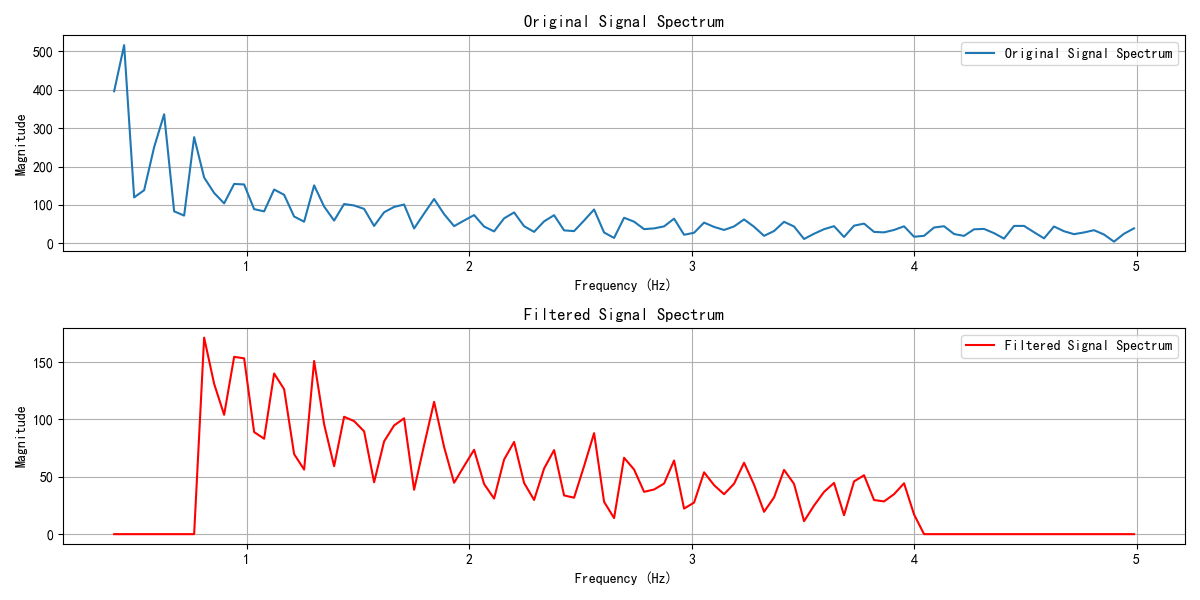 Original Signal Spectrum
Original Signal Spectrum
Magnitude
500
400
300
200
100
0
1 2 3 4 5
Frequency (Hz)
Filtered Signal Spectrum
Filtered Signal Spectrum
Magnitude
150
100
50
0
1 2 3 4 5
Frequency (Hz)